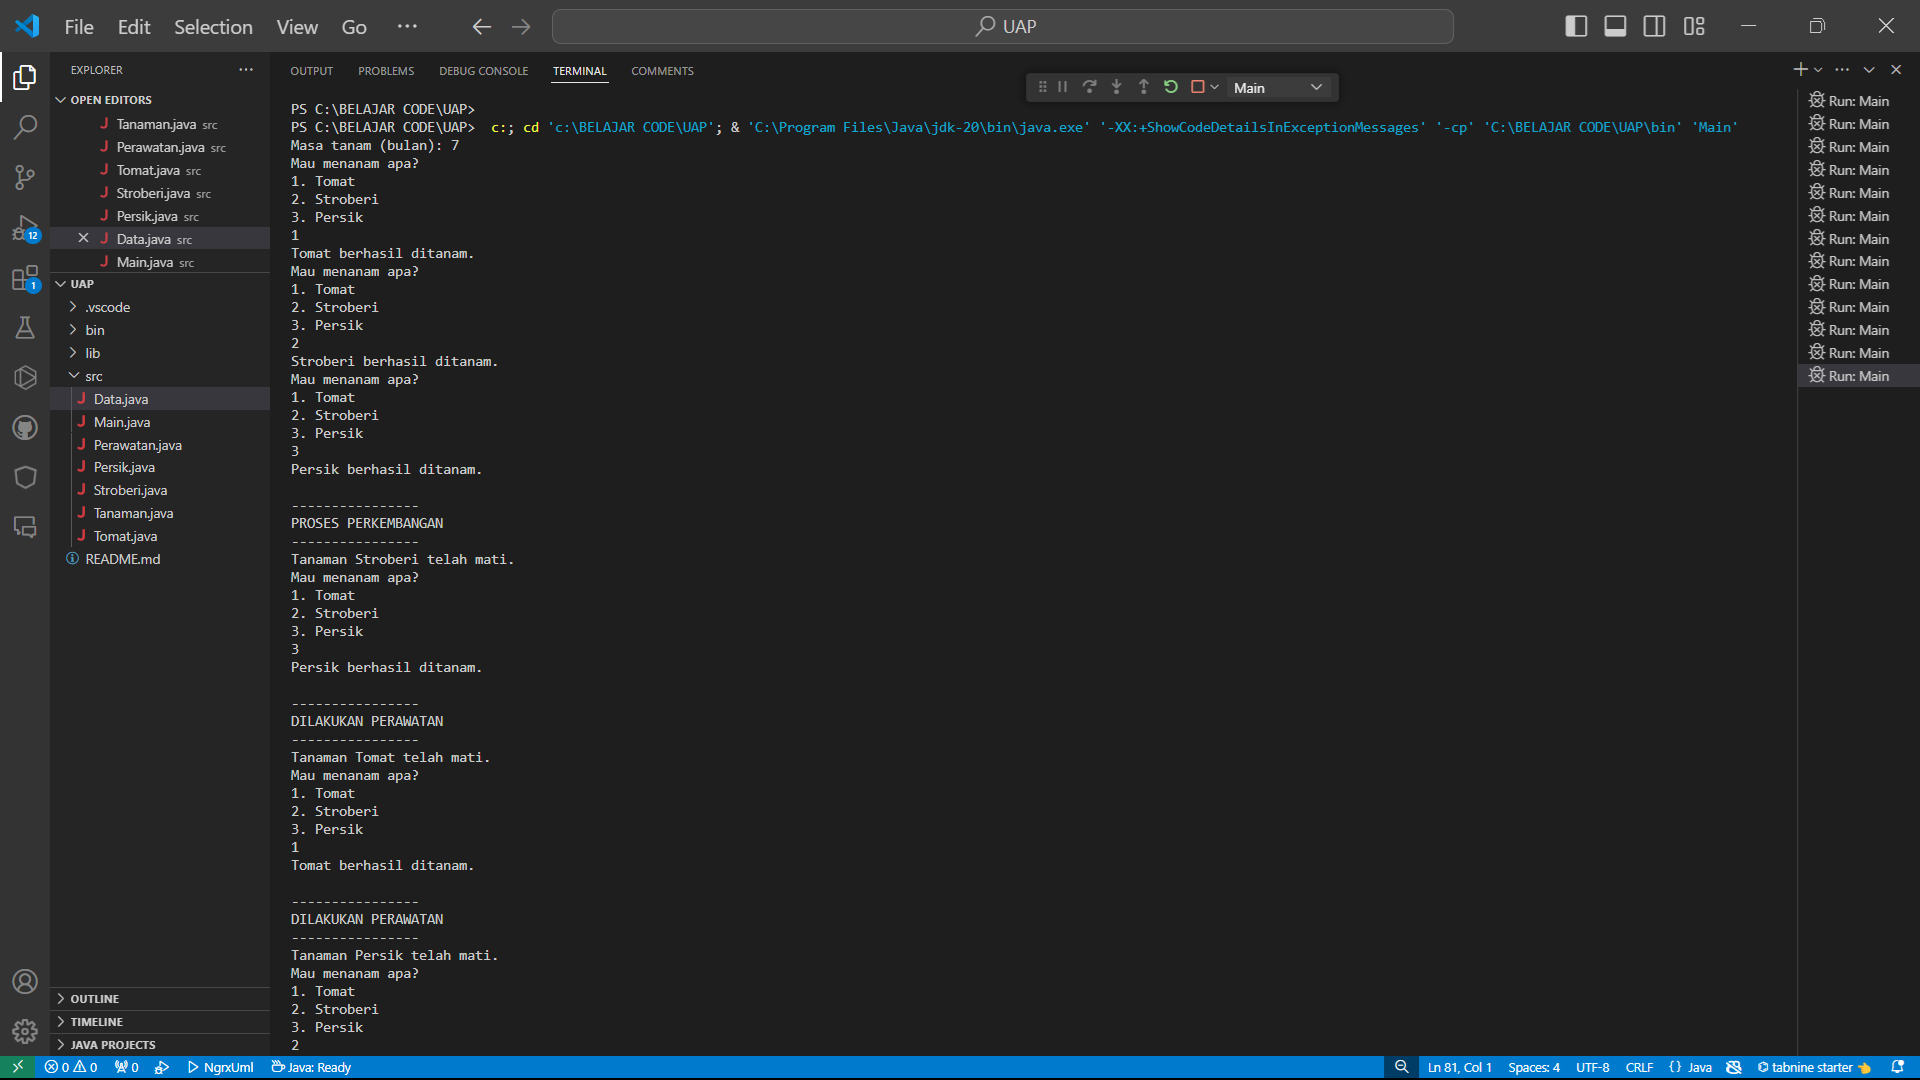 File Edit Selection View Go ··· UAP
EXPLORER ···
OPEN EDITORS
Tanaman.java src
Perawatan.java src
Tomat.java src
Stroberi.java src
Persik.java src
Data.java src
Main.java src
UAP
.vscode
bin
lib
src
Data.java
Main.java
Perawatan.java
Persik.java
Stroberi.java
Tanaman.java
Tomat.java
README.md
OUTLINE
TIMELINE
JAVA PROJECTS
12
1
OUTPUT PROBLEMS DEBUG CONSOLE TERMINAL COMMENTS
Main
PS C:\BELAJAR CODE\UAP>
PS C:\BELAJAR CODE\UAP>  c:; cd 'c:\BELAJAR CODE\UAP'; & 'C:\Program Files\Java\jdk-20\bin\java.exe' '-XX:+ShowCodeDetailsInExceptionMessages' '-cp' 'C:\BELAJAR CODE\UAP\bin' 'Main'
Masa tanam (bulan): 7
Mau menanam apa?
1. Tomat
2. Stroberi
3. Persik
1
Tomat berhasil ditanam.
Mau menanam apa?
1. Tomat
2. Stroberi
3. Persik
2
Stroberi berhasil ditanam.
Mau menanam apa?
1. Tomat
2. Stroberi
3. Persik
3
Persik berhasil ditanam.
----------------
PROSES PERKEMBANGAN
----------------
Tanaman Stroberi telah mati.
Mau menanam apa?
1. Tomat
2. Stroberi
3. Persik
3
Persik berhasil ditanam.
----------------
DILAKUKAN PERAWATAN
----------------
Tanaman Tomat telah mati.
Mau menanam apa?
1. Tomat
2. Stroberi
3. Persik
1
Tomat berhasil ditanam.
----------------
DILAKUKAN PERAWATAN
----------------
Tanaman Persik telah mati.
Mau menanam apa?
1. Tomat
2. Stroberi
3. Persik
2
Run: Main
Run: Main
Run: Main
Run: Main
Run: Main
Run: Main
Run: Main
Run: Main
Run: Main
Run: Main
Run: Main
Run: Main
Run: Main
0 0 0 NgrxUml Java: Ready Ln 81, Col 1 Spaces: 4 UTF-8 CRLF {} Java tabnine starter